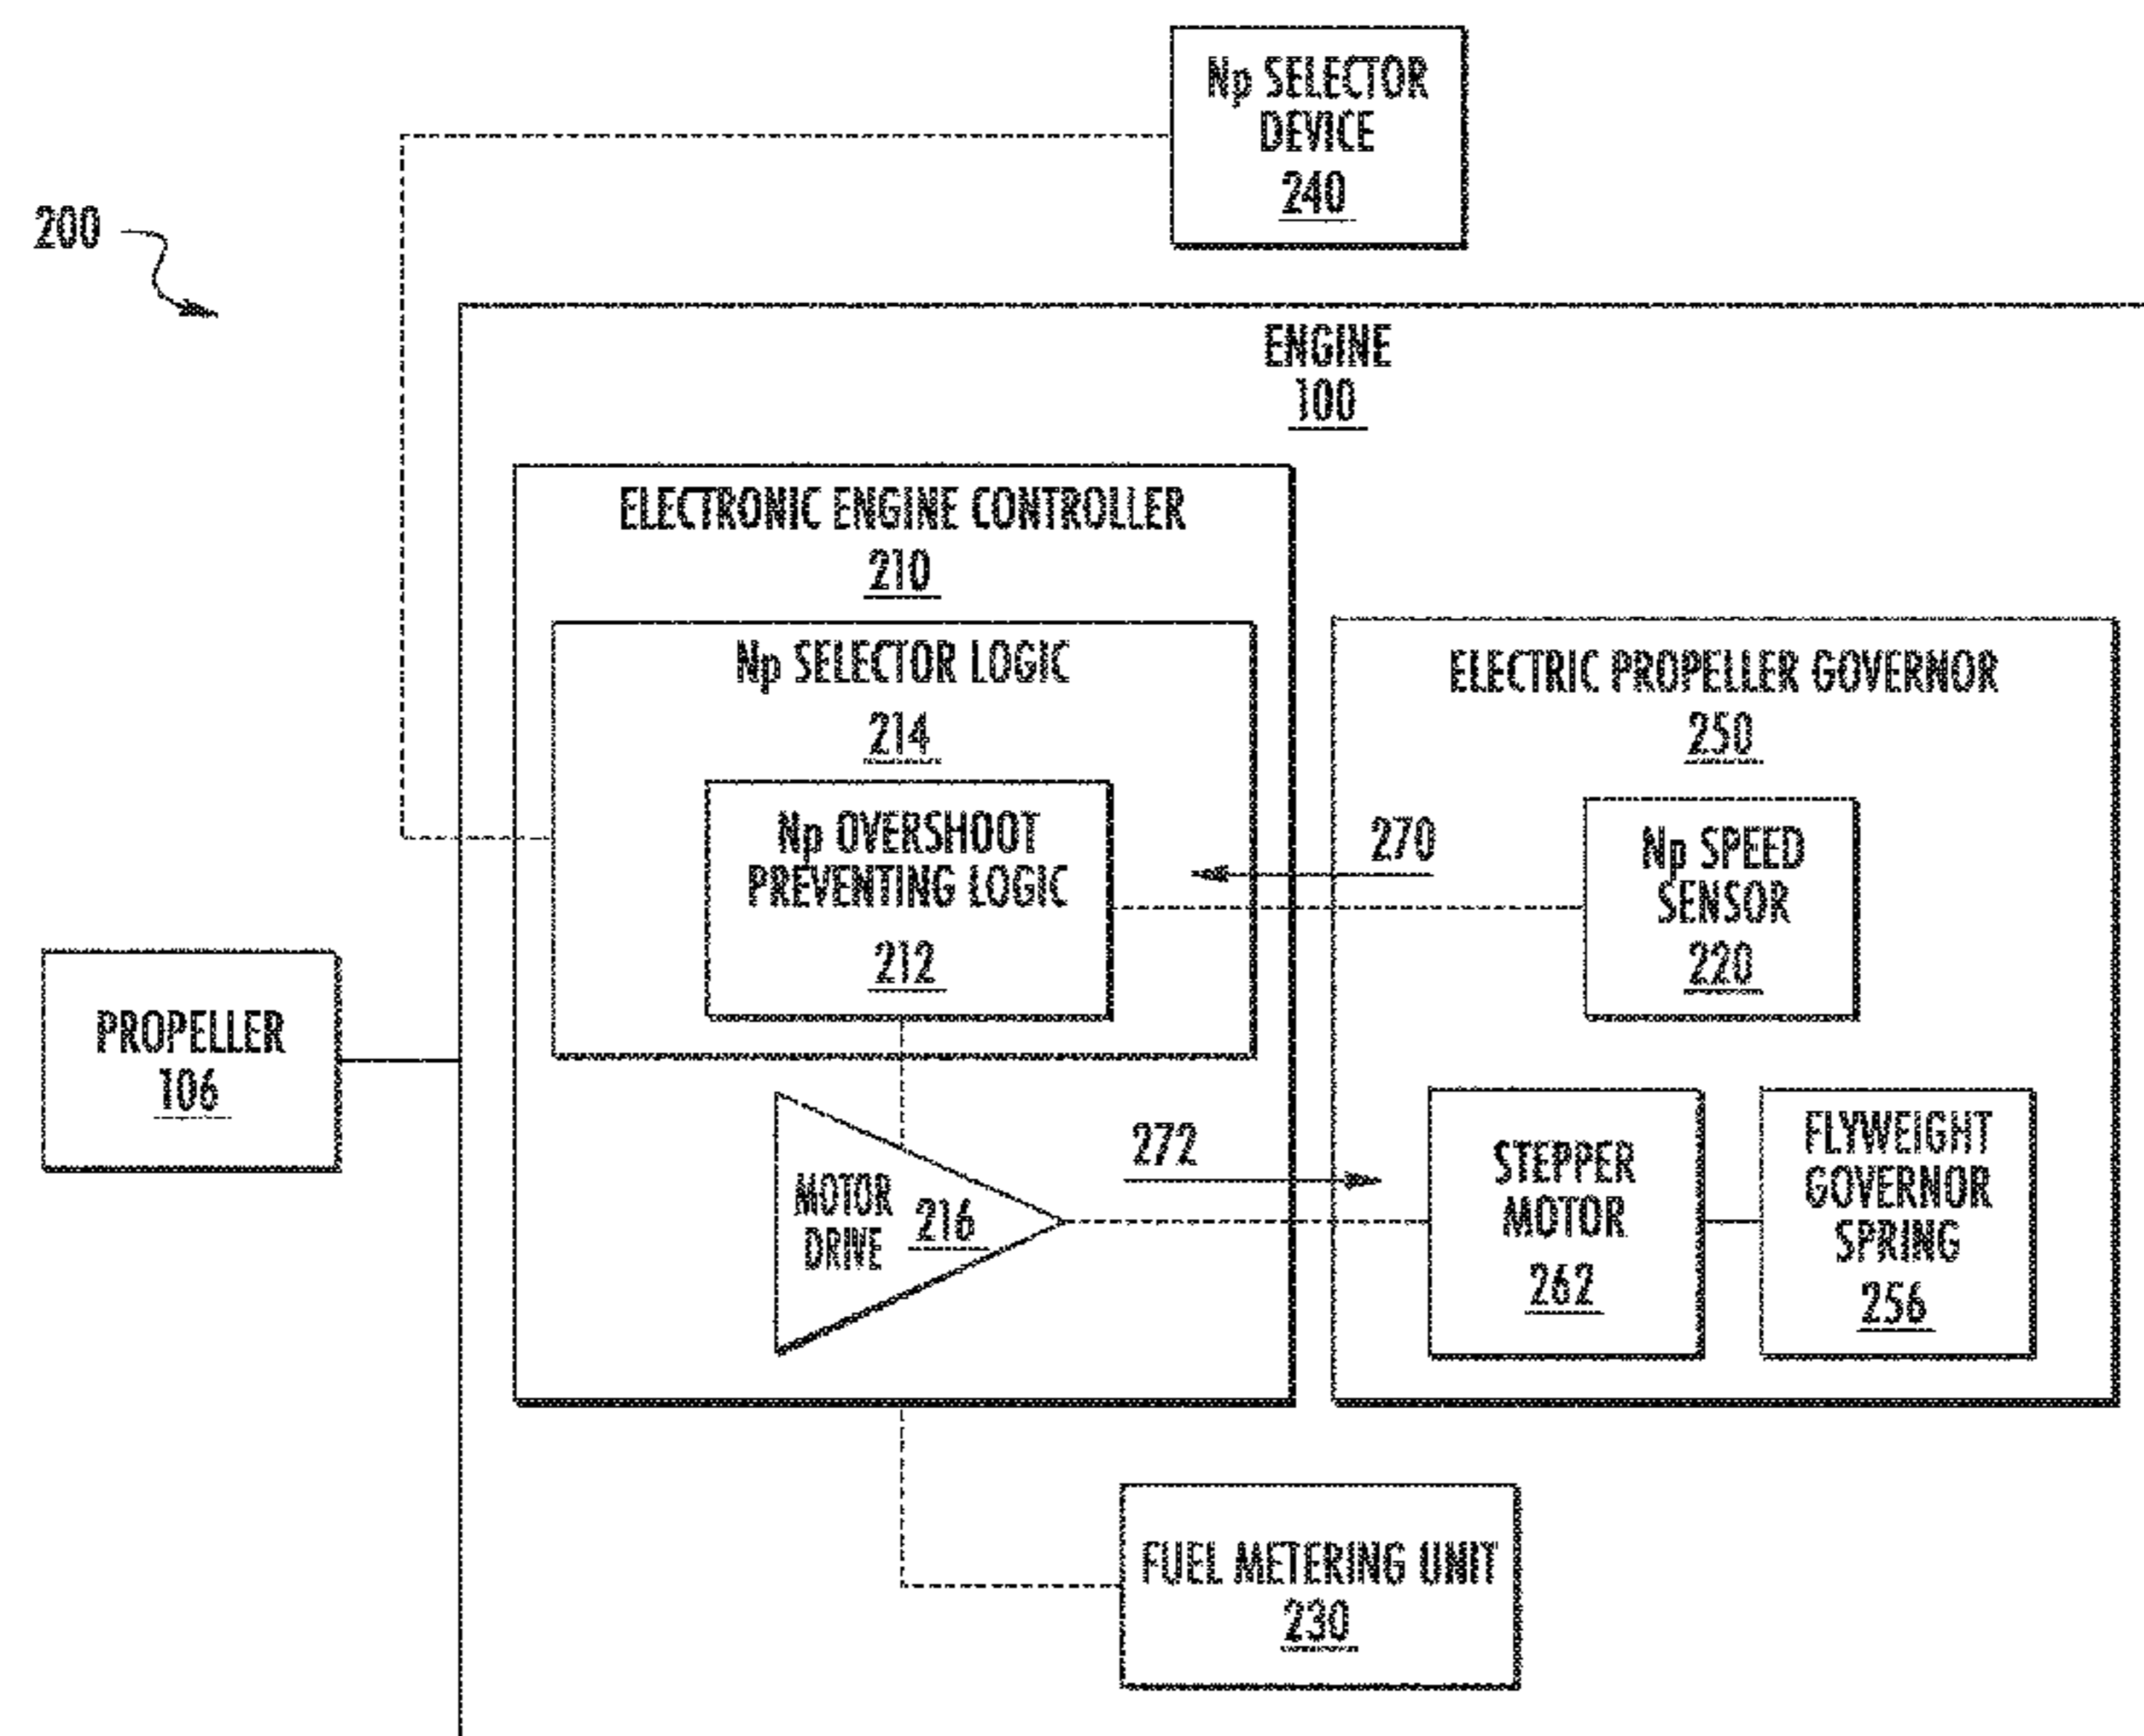 Np SELECTOR
DEVICE
240
200
ENGINE
100
ELECTRONIC ENGINE CONTROLLER
210
Np SELECTOR LOGIC
214
Np OVERSHOOT
PREVENTING LOGIC
212
ELECTRIC PROPELLER GOVERNOR
250
270
Np SPEED
SENSOR
220
PROPELLER
106
MOTOR
DRIVE
216
272
STEPPER
MOTOR
262
FLYWEIGHT
GOVERNOR
SPRING
256
FUEL METERING UNIT
230